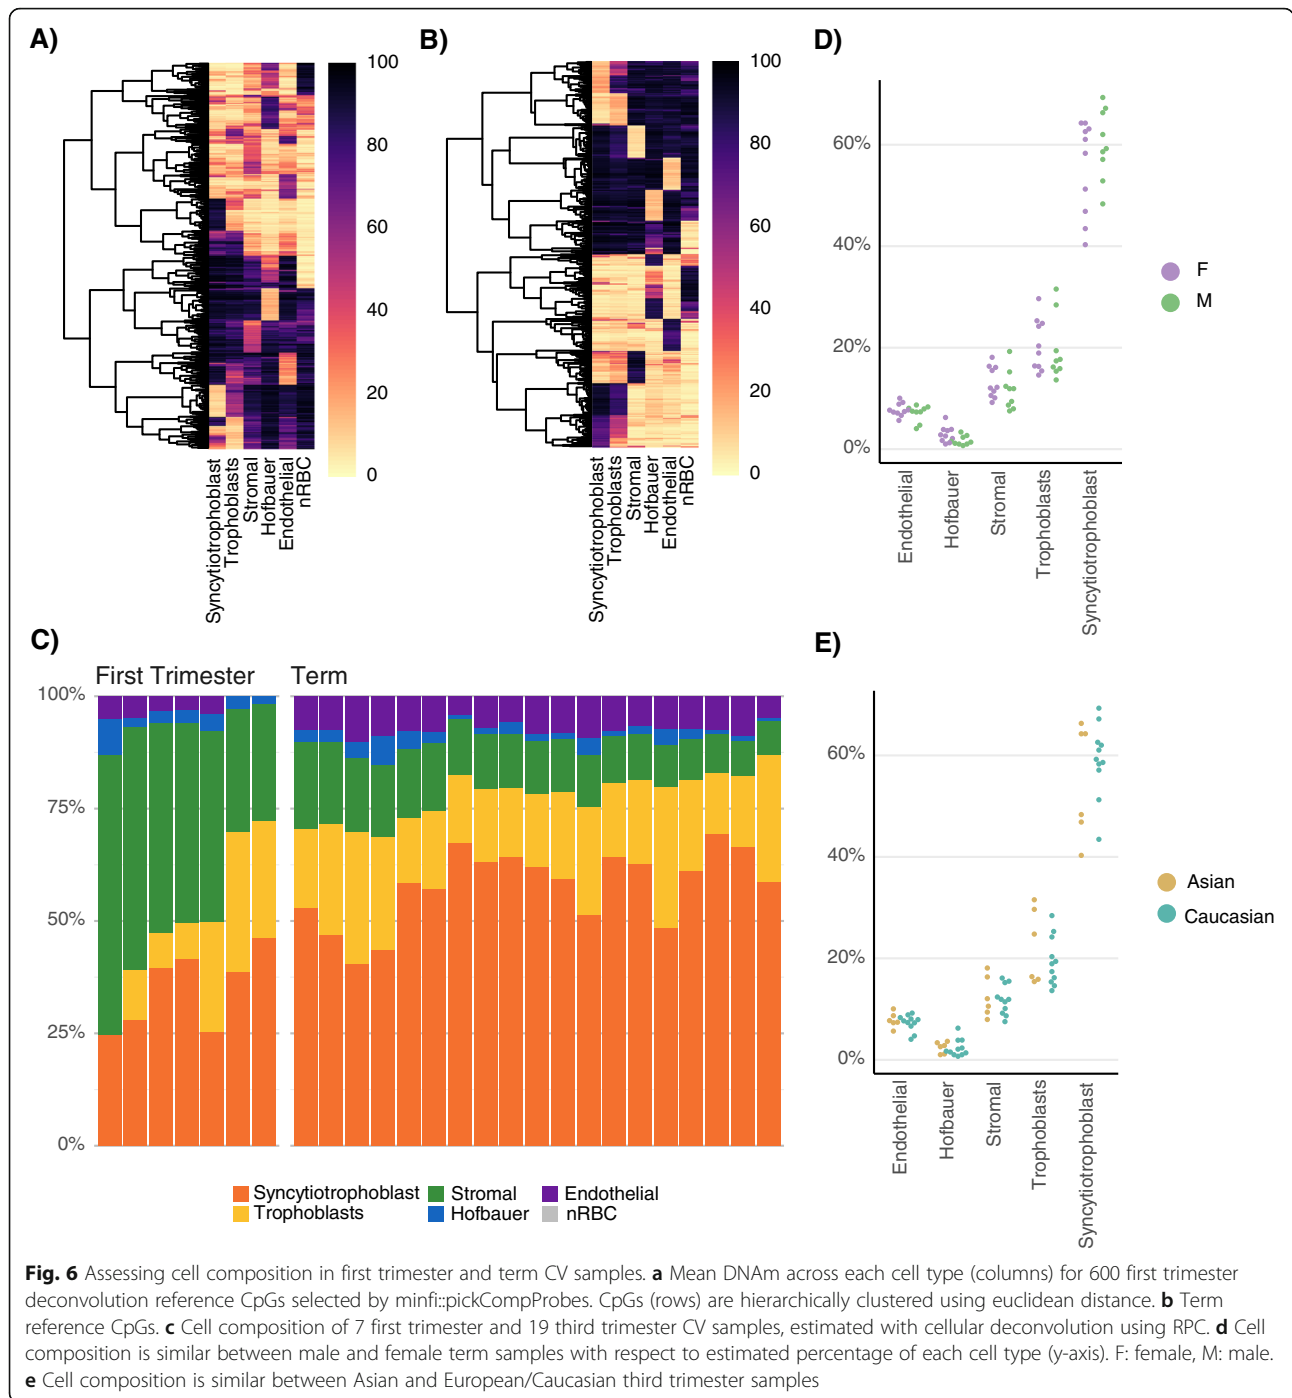 A)
100
80
60
40
20
0
Syncytiotrophoblast
Trophoblasts
Stromal
Hofbauer
Endothelial
nRBC
B)
100
80
60
40
20
0
Syncytiotrophoblast
Trophoblasts
Stromal
Hofbauer
Endothelial
nRBC
D)
60%
40%
20%
0%
Endothelial
Hofbauer
Stromal
Trophoblasts
Syncytiotrophoblast
F
M
C)
First Trimester
Term
100%
75%
50%
25%
0%
Syncytiotrophoblast
Stromal
Endothelial
Trophoblasts
Hofbauer
nRBC
E)
60%
40%
20%
0%
Endothelial
Hofbauer
Stromal
Trophoblasts
Syncytiotrophoblast
Asian
Caucasian
Fig. 6 Assessing cell composition in first trimester and term CV samples. a Mean DNAm across each cell type (columns) for 600 first trimester
deconvolution reference CpGs selected by minfi::pickCompProbes. CpGs (rows) are hierarchically clustered using euclidean distance. b Term
reference CpGs. c Cell composition of 7 first trimester and 19 third trimester CV samples, estimated with cellular deconvolution using RPC. d Cell
composition is similar between male and female term samples with respect to estimated percentage of each cell type (y-axis). F: female, M: male.
e Cell composition is similar between Asian and European/Caucasian third trimester samples